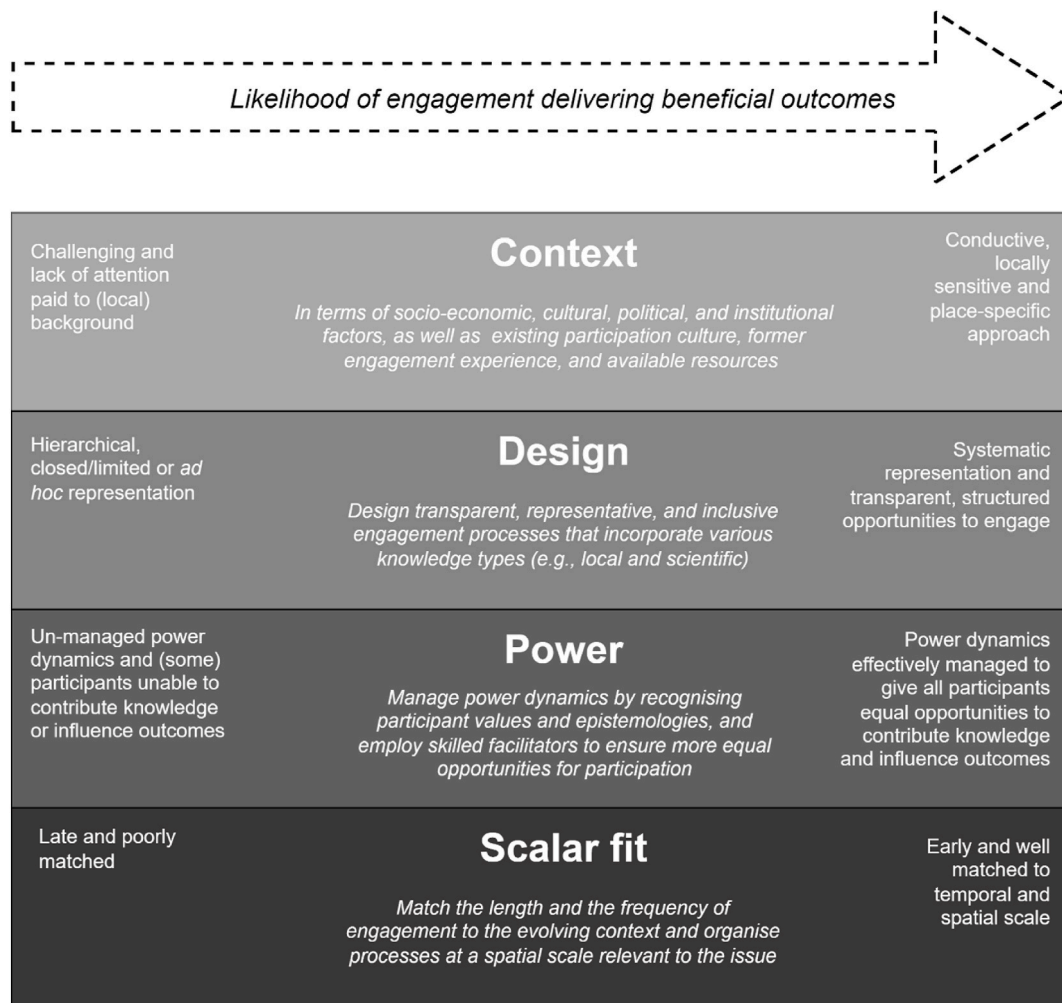 Likelihood of engagement delivering beneficial outcomes
Challenging and
lack of attention
paid to (local)
background
Context
In terms of socio-economic, cultural, political, and institutional
factors, as well as existing participation culture, former
engagement experience, and available resources
Conductive,
locally
sensitive and
place-specific
approach
Hierarchical,
closed/limited or ad
hoc representation
Design
Design transparent, representative, and inclusive
engagement processes that incorporate various
knowledge types (e.g., local and scientific)
Systematic
representation and
transparent, structured
opportunities to engage
Un-managed power
dynamics and (some)
participants unable to
contribute knowledge
or influence outcomes
Power
Manage power dynamics by recognising
participant values and epistemologies, and
employ skilled facilitators to ensure more equal
opportunities for participation
Power dynamics
effectively managed to
give all participants
equal opportunities to
contribute knowledge
and influence outcomes
Late and poorly
matched
Scalar fit
Match the length and the frequency of
engagement to the evolving context and organise
processes at a spatial scale relevant to the issue
Early and well
matched to
temporal and
spatial scale